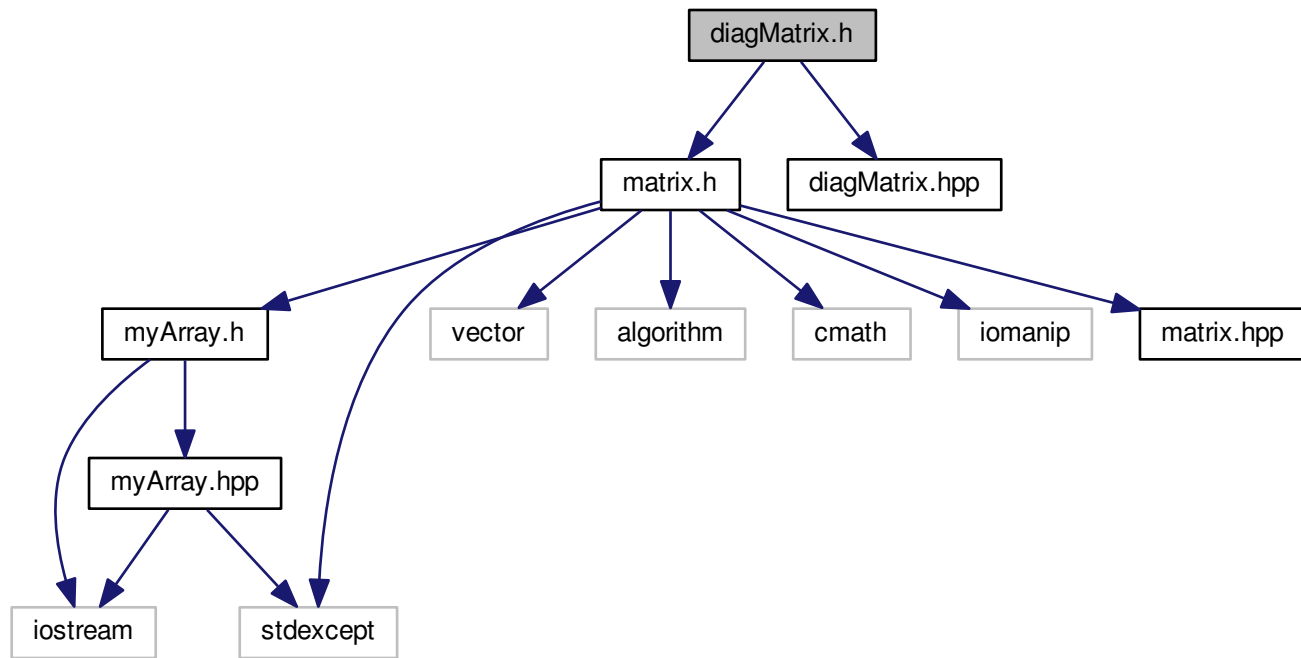 diagMatrix.h
matrix.h
diagMatrix.hpp
myArray.h
vector
algorithm
cmath
iomanip
matrix.hpp
myArray.hpp
iostream
stdexcept